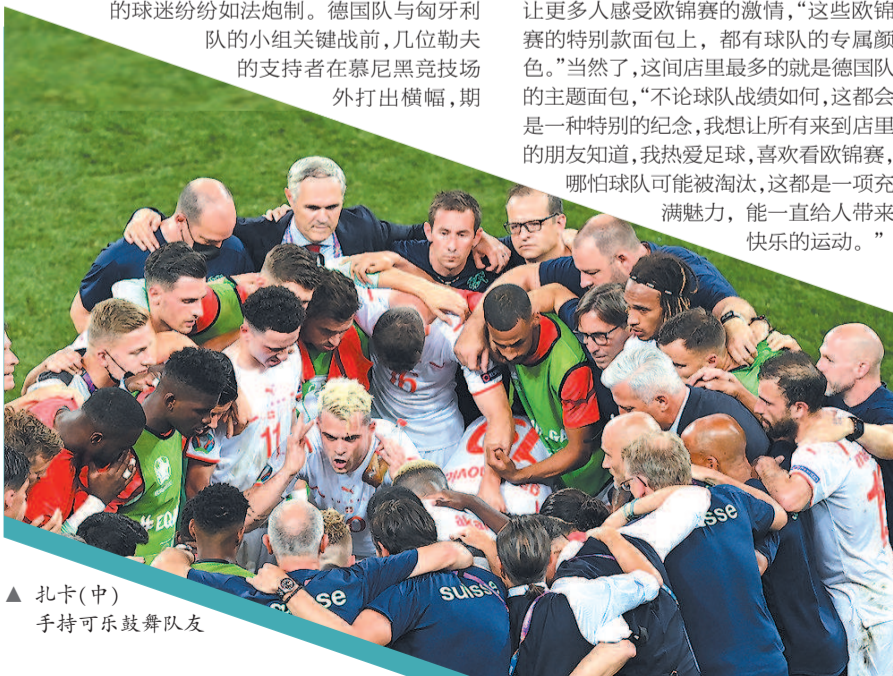 的球迷纷纷如法炮制。德国队与匈牙利
队的小组关键战前,几位勒夫
的支持者在慕尼黑竞技场
外打出横幅,期
让更多人感受欧锦赛的激情,“这些欧锦
赛的特别款面包上，都有球队的专属颜
色。”当然了,这间店里最多的就是德国队
的主题面包,“不论球队战绩如何,这都会
是一种特别的纪念,我想让所有来到店里
的朋友知道,我热爱足球,喜欢看欧锦赛,
哪怕球队可能被淘汰,这都是一项充
满魅力，能一直给人带来
快乐的运动。”
11
16
suisse
suisse
▲ 扎卡(中)
手持可乐鼓舞队友